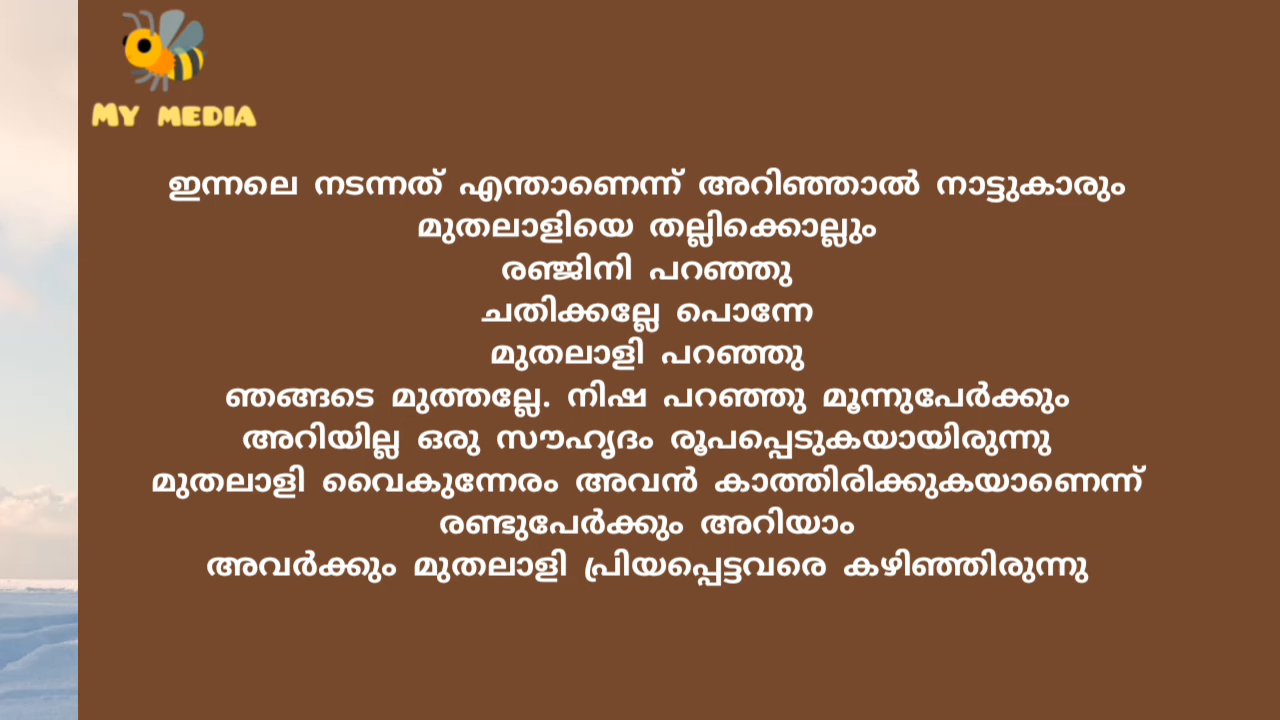 My media
ഇന്നലെ നടന്നത് എന്താണെന്ന് അറിഞ്ഞാൽ നാട്ടുകാരും
മുതലാളിയെ തല്ലിക്കൊല്ലും
രഞ്ജിനി പറഞ്ഞു
ചതിക്കല്ലേ പൊന്നേ
മുതലാളി പറഞ്ഞു
ഞങ്ങടെ മുത്തല്ലേ. നിഷ പറഞ്ഞു മൂന്നുപേർക്കും
അറിയില്ല ഒരു സൗഹൃദം രൂപപ്പെടുകയായിരുന്നു
മുതലാളി വൈകുന്നേരം അവൻ കാത്തിരിക്കുകയാണെന്ന്
രണ്ടുപേർക്കും അറിയാം
അവർക്കും മുതലാളി പ്രിയപ്പെട്ടവരെ കഴിഞ്ഞിരുന്നു